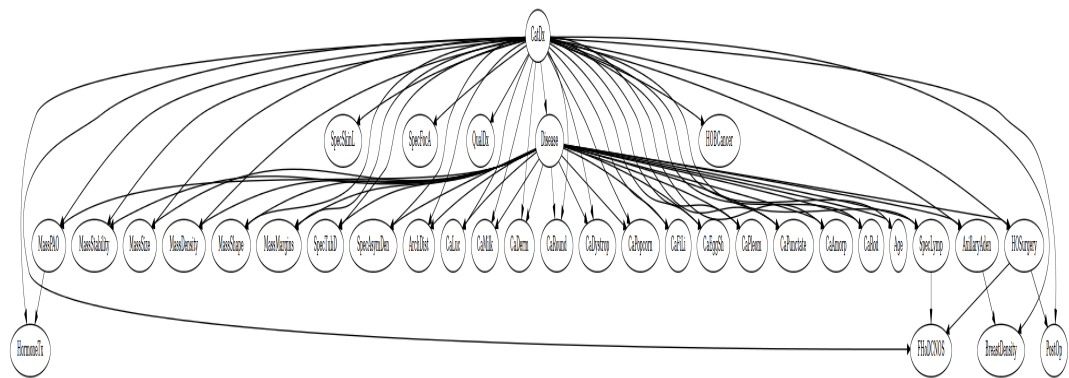 CatDx
SpecSkinL
SpecFocA
QualDx
Disease
HOBCancer
MassPAO
MassStability
MassSize
MassDensity
MassShape
MassMargins
SpecTubD
SpecAsymDen
ArchDist
CaLuc
CaMilk
CaDerm
CaRound
CaDystrop
CaPopcorn
CaFiLi
CaEggSh
CaPleom
CaPunctate
CaAmorp
CaRod
Age
SpecLymp
AxillaryAden
HOSurgery
HormoneTx
FHxDCNOS
BreastDensity
PostOp